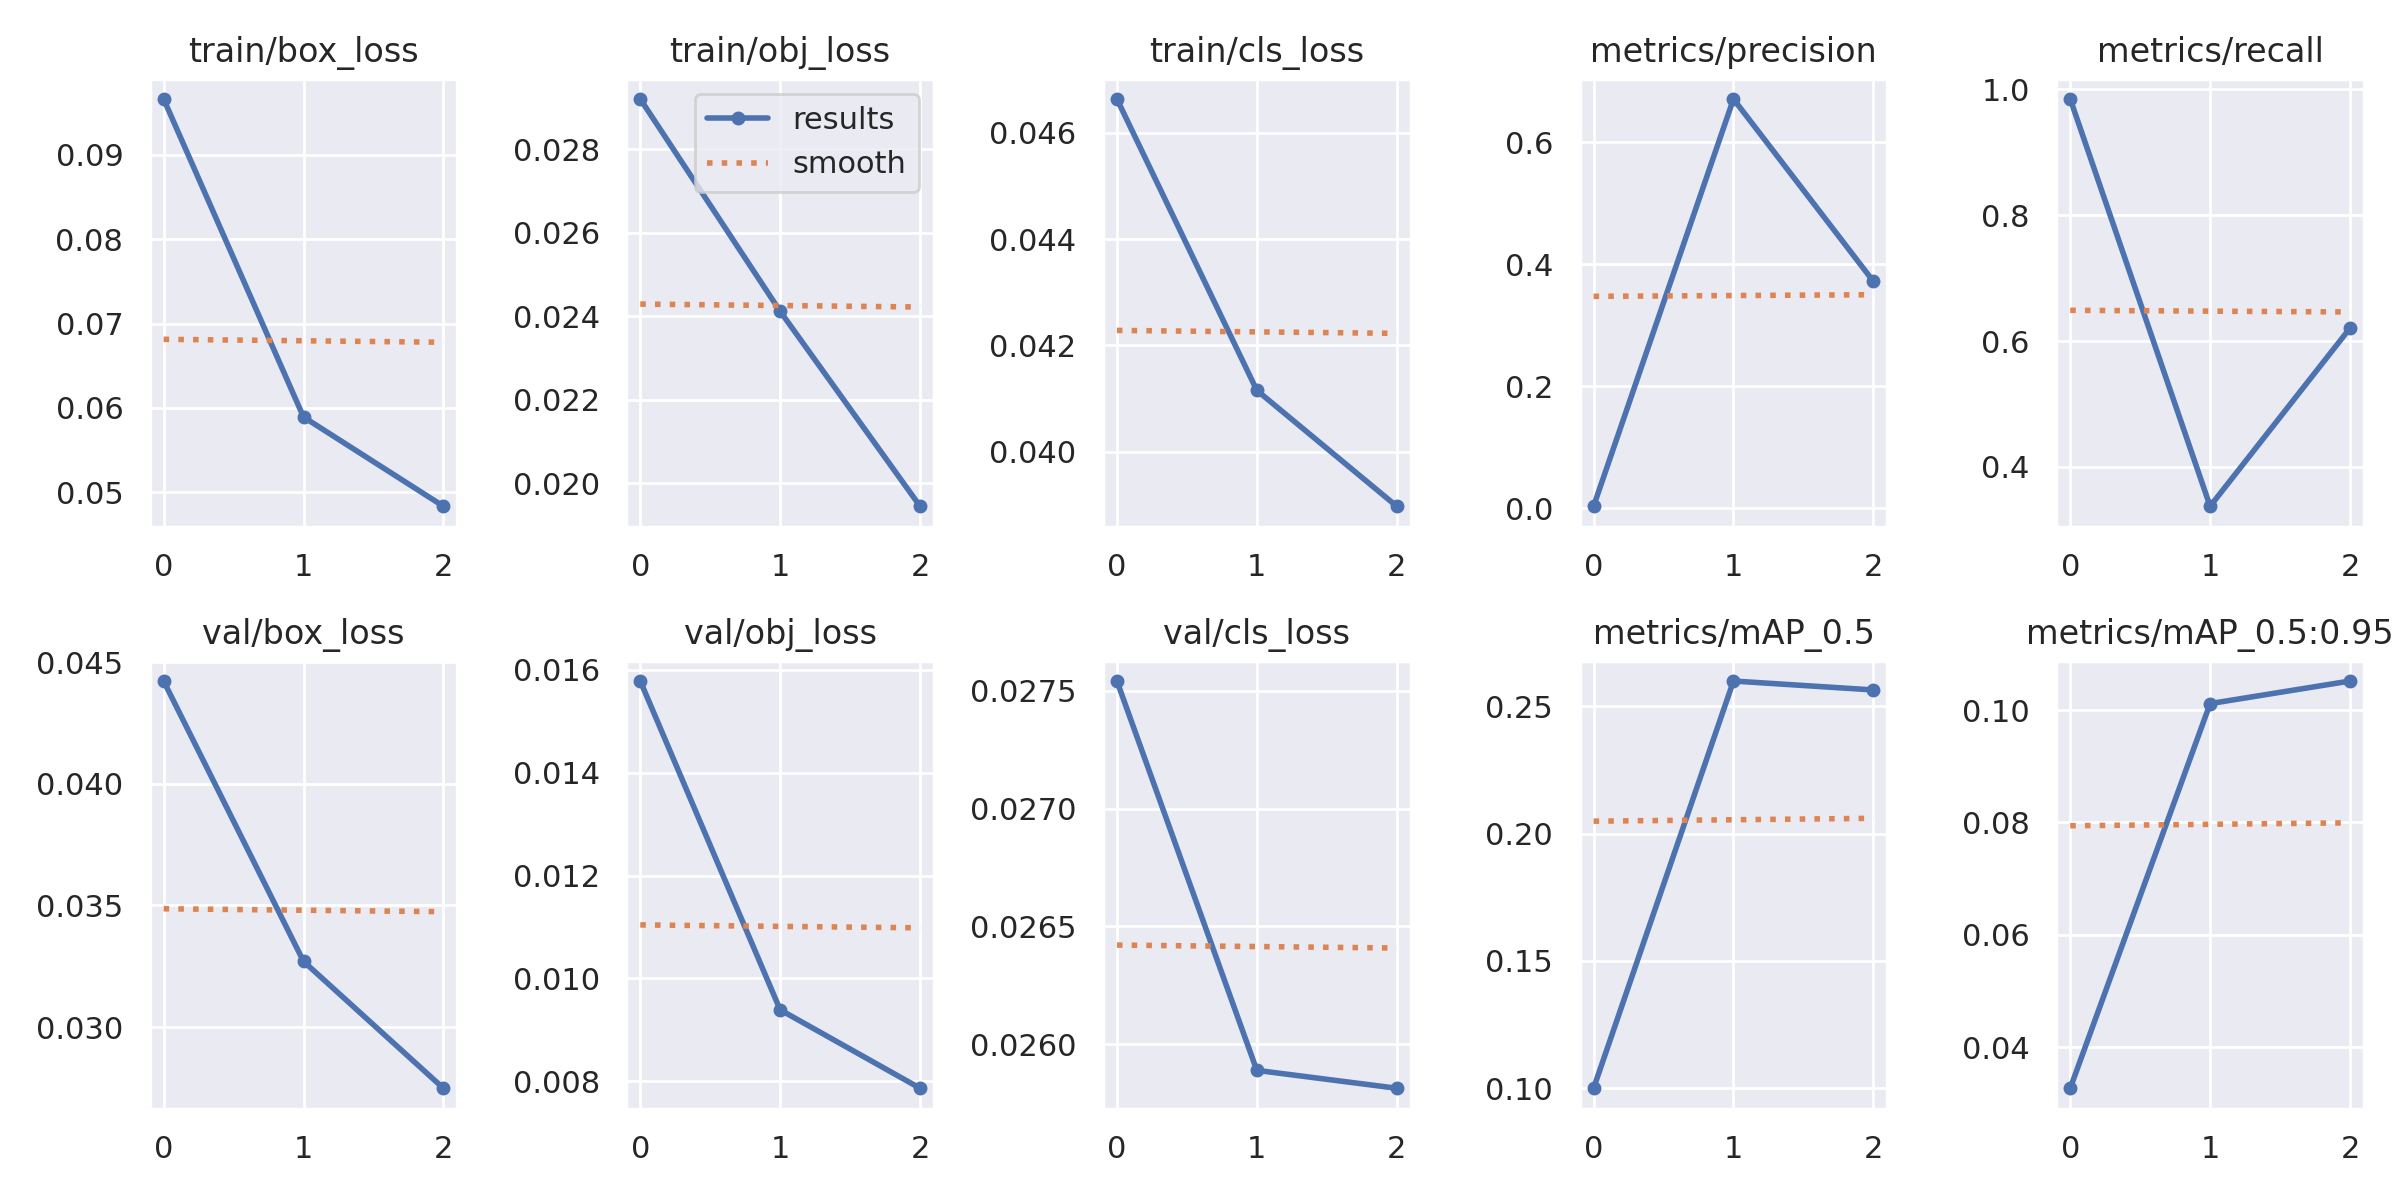 train/box_loss
0.09
0.08
0.07
0.06
0.05
0 1 2
train/obj_loss
results
smooth
0.028
0.026
0.024
0.022
0.020
0 1 2
train/cls_loss
0.046
0.044
0.042
0.040
0 1 2
metrics/precision
0.6
0.4
0.2
0.0
0 1 2
metrics/recall
1.0
0.8
0.6
0.4
0 1 2
val/box_loss
0.045
0.040
0.035
0.030
0 1 2
val/obj_loss
0.016
0.014
0.012
0.010
0.008
0 1 2
val/cls_loss
0.0275
0.0270
0.0265
0.0260
0 1 2
metrics/mAP_0.5
0.25
0.20
0.15
0.10
0 1 2
metrics/mAP_0.5:0.95
0.10
0.08
0.06
0.04
0 1 2